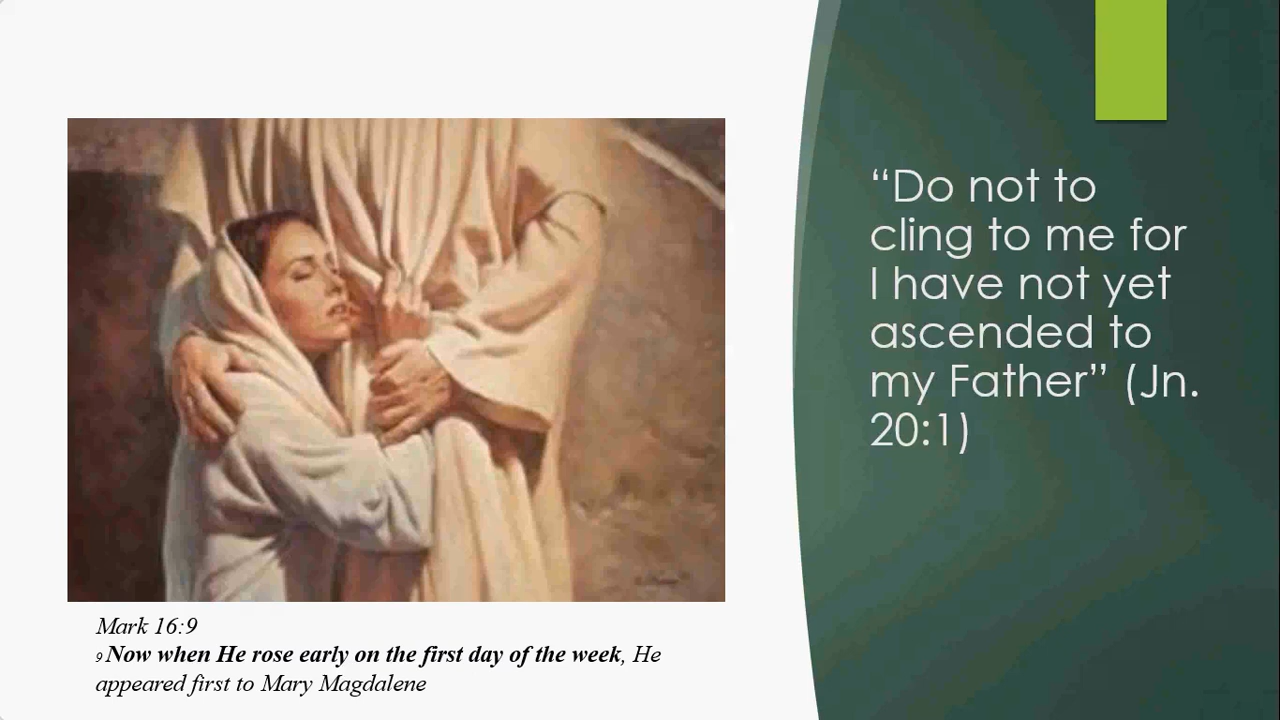 “Do not to
cling to me for
I have not yet
ascended to
my Father” (Jn.
20:1)
Mark 16:9
9 Now when He rose early on the first day of the week, He
appeared first to Mary Magdalene